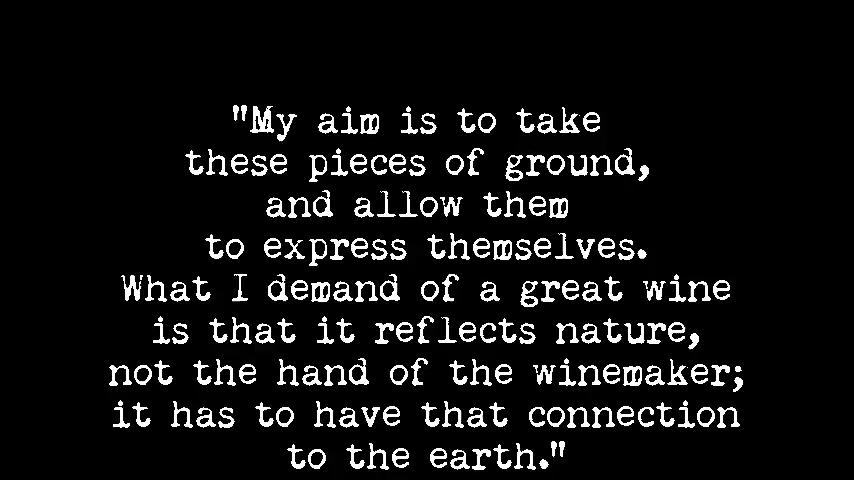 "My aim is to take
these pieces of ground,
and allow them
to express themselves.
What I demand of a great wine
is that it reflects nature,
not the hand of the winemaker;
it has to have that connection
to the earth."